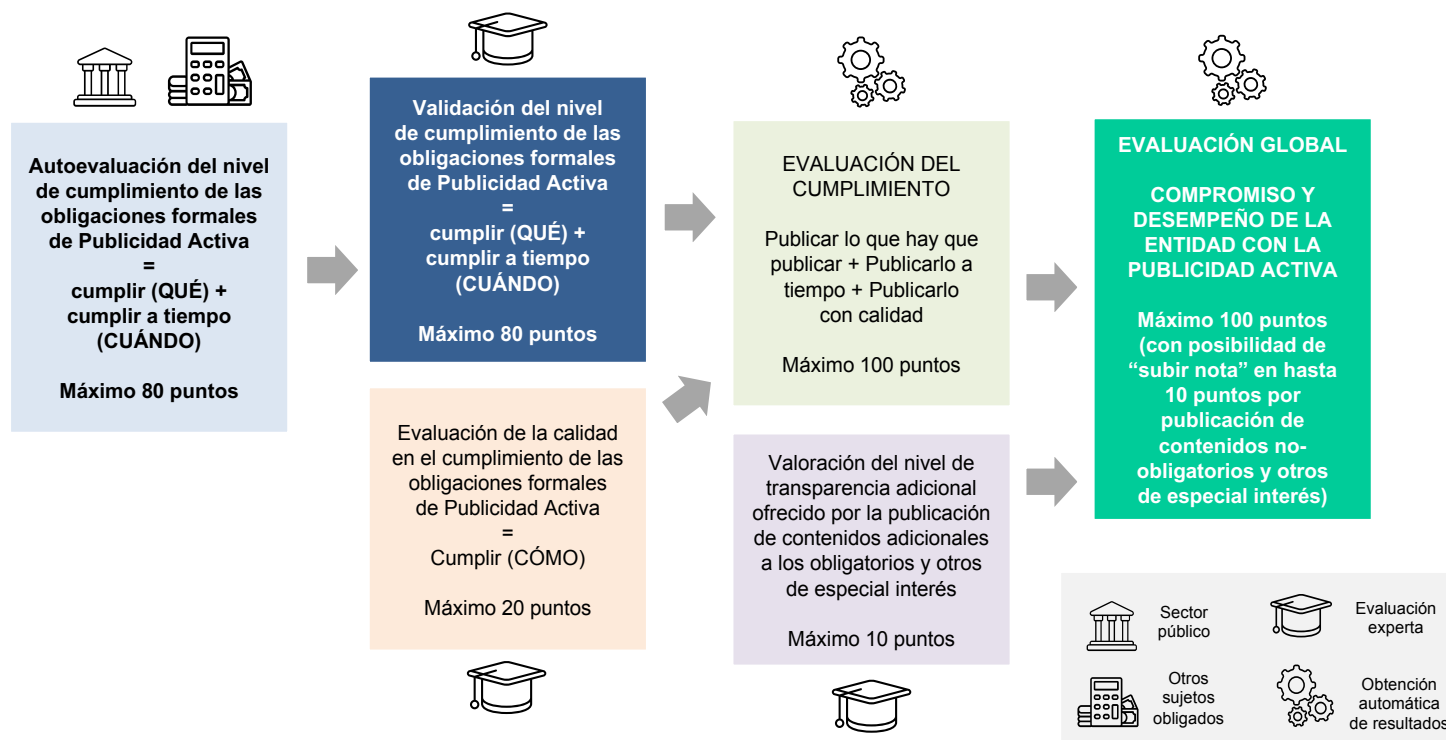 Autoevaluación del nivel
de cumplimiento de las
obligaciones formales
de Publicidad Activa
=
cumplir (QUÉ) +
cumplir a tiempo
(CUÁNDO)
Máximo 80 puntos
Validación del nivel
de cumplimiento de las
obligaciones formales
de Publicidad Activa
=
cumplir (QUÉ) +
cumplir a tiempo
(CUÁNDO)
Máximo 80 puntos
Evaluación de la calidad
en el cumplimiento de las
obligaciones formales
de Publicidad Activa
=
Cumplir (CÓMO)
Máximo 20 puntos
EVALUACIÓN DEL
CUMPLIMIENTO
Publicar lo que hay que
publicar + Publicarlo a
tiempo + Publicarlo
con calidad
Máximo 100 puntos
Valoración del nivel de
transparencia adicional
ofrecido por la publicación
de contenidos adicionales
a los obligatorios y otros
de especial interés
Máximo 10 puntos
EVALUACIÓN GLOBAL
COMPROMISO Y
DESEMPEÑO DE LA
ENTIDAD CON LA
PUBLICIDAD ACTIVA
Máximo 100 puntos
(con posibilidad de
“subir nota” en hasta
10 puntos por
publicación de
contenidos no-
obligatorios y otros
de especial interés)
Sector
público
Evaluación
experta
Otros
sujetos
obligados
Obtención
automática
de resultados